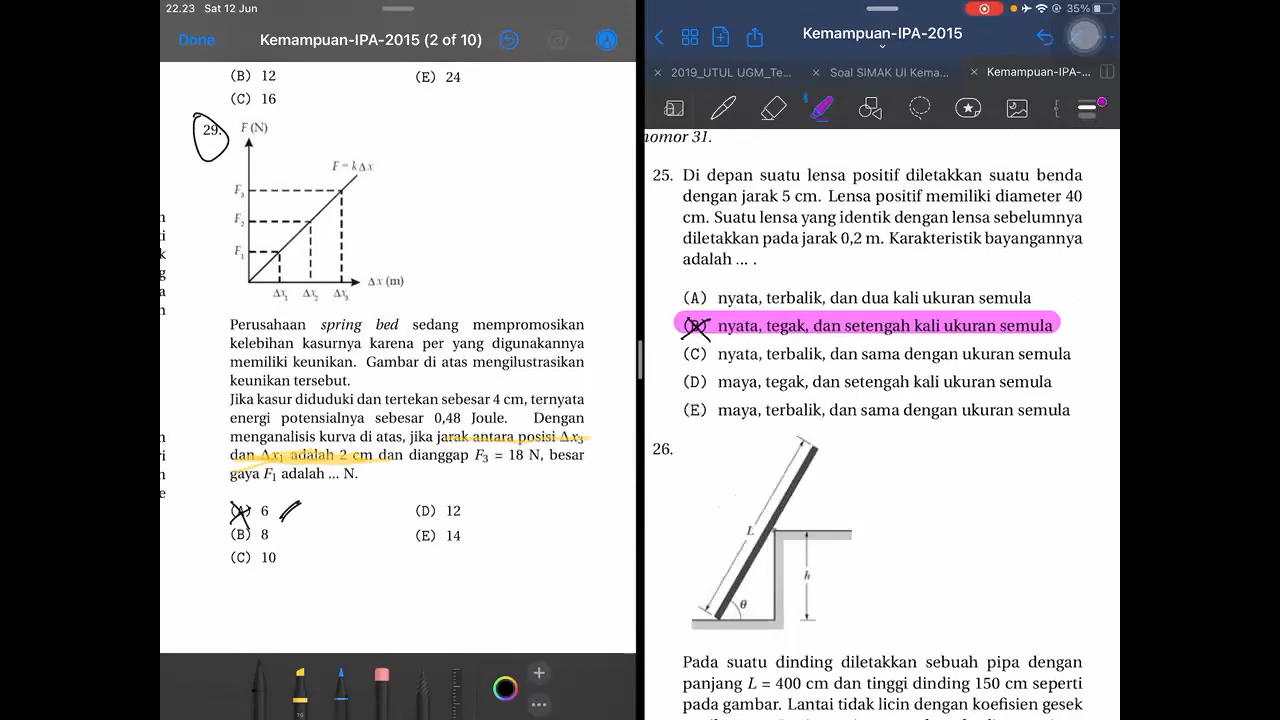 22.23 Sat 12 Jun
Done
Kemampuan-IPA-2015 (2 of 10)
(B) 12
(E) 24
(C) 16
29.
F (N)
F = k Δx
F₃
F₂
F₁
Δx₁ Δx₂ Δx₃
Δx (m)
Perusahaan spring bed sedang mempromosikan
kelebihan kasurnya karena per yang digunakannya
memiliki keunikan. Gambar di atas mengilustrasikan
keunikan tersebut.
Jika kasur diduduki dan tertekan sebesar 4 cm, ternyata
energi potensialnya sebesar 0,48 Joule. Dengan
menganalisis kurva di atas, jika jarak antara posisi Δx₃
dan Δx₁ adalah 2 cm dan dianggap F₃ = 18 N, besar
gaya F₁ adalah ... N.
(A) 6
(D) 12
(B) 8
(E) 14
(C) 10
35%
Kemampuan-IPA-2015
2019_UTUL UGM_Te...
Soal SIMAK UI Kema...
Kemampuan-IPA-...
nomor 31.
25. Di depan suatu lensa positif diletakkan suatu benda
dengan jarak 5 cm. Lensa positif memiliki diameter 40
cm. Suatu lensa yang identik dengan lensa sebelumnya
diletakkan pada jarak 0,2 m. Karakteristik bayangannya
adalah ... .
(A) nyata, terbalik, dan dua kali ukuran semula
(B) nyata, tegak, dan setengah kali ukuran semula
(C) nyata, terbalik, dan sama dengan ukuran semula
(D) maya, tegak, dan setengah kali ukuran semula
(E) maya, terbalik, dan sama dengan ukuran semula
26.
L
h
θ
Pada suatu dinding diletakkan sebuah pipa dengan
panjang L = 400 cm dan tinggi dinding 150 cm seperti
pada gambar. Lantai tidak licin dengan koefisien gesek